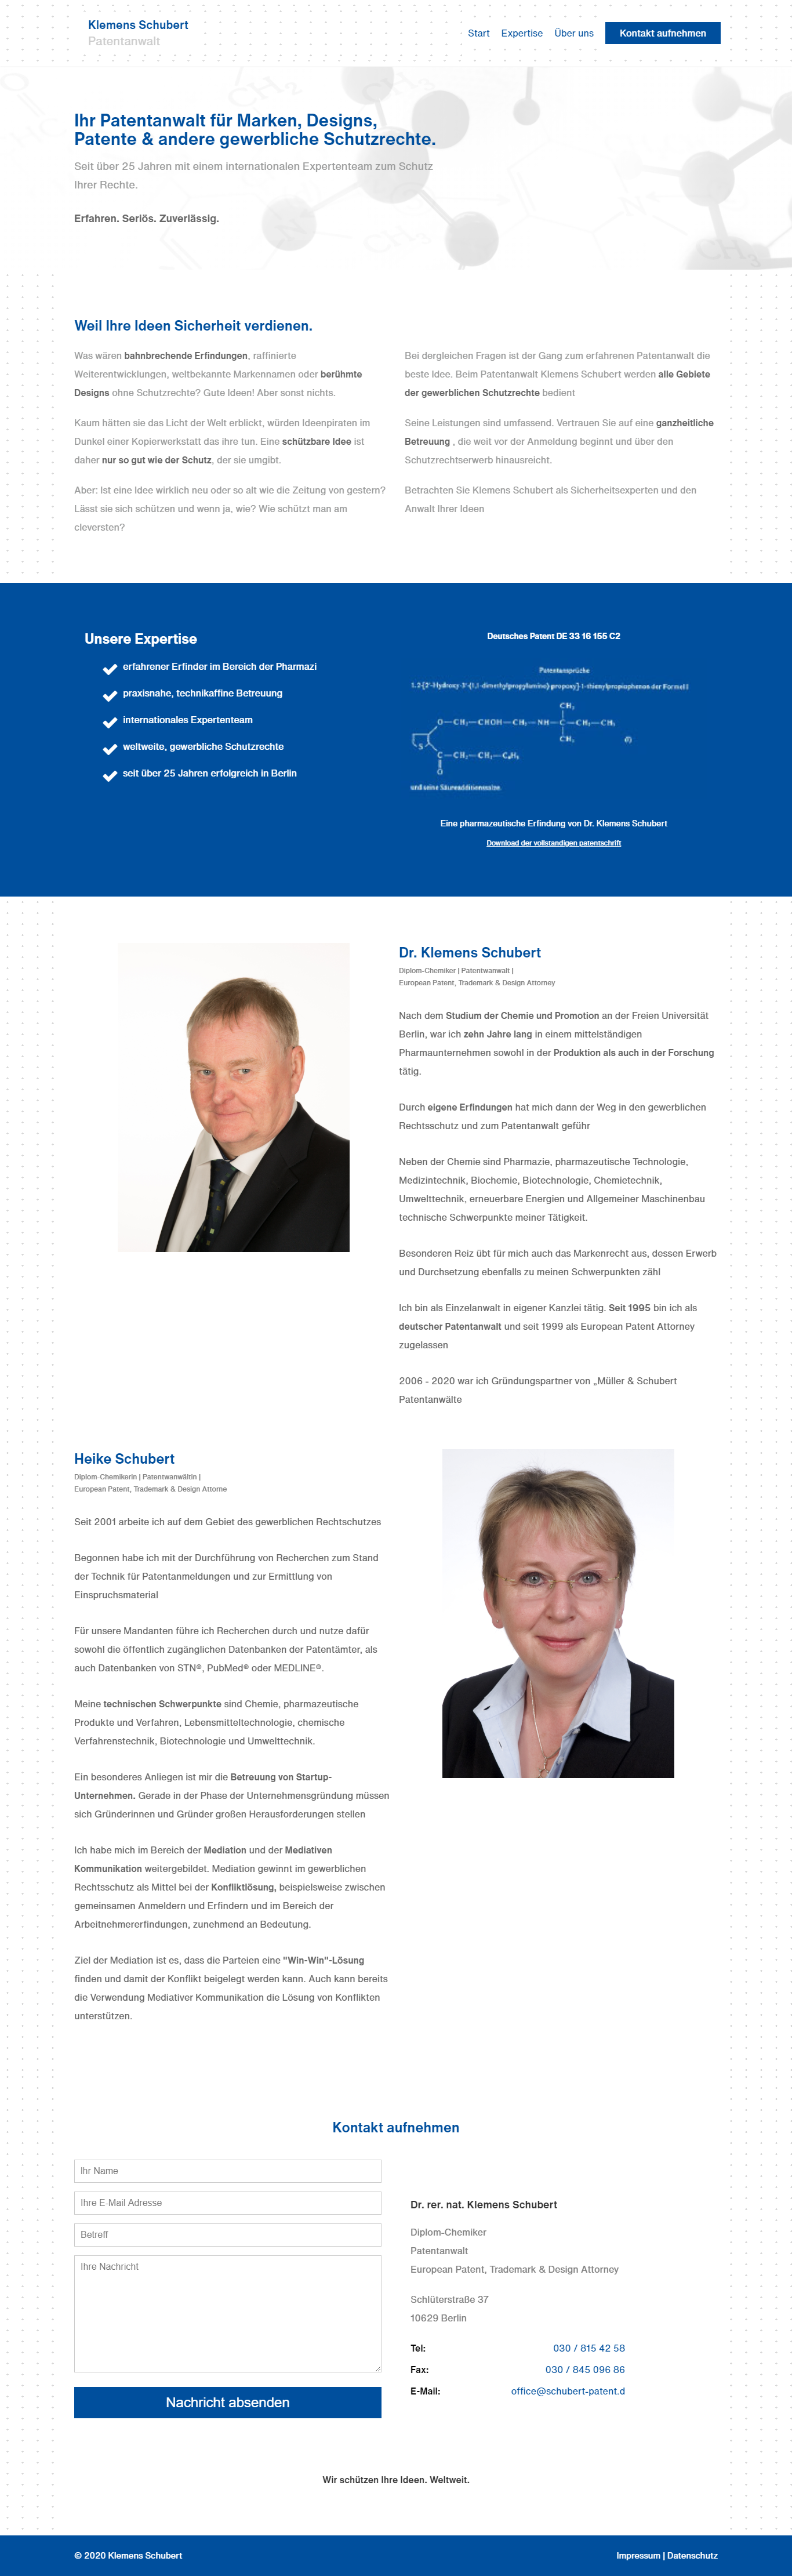 Klemens Schubert
Patentanwalt
Start Expertise Über uns Kontakt aufnehmen
Ihr Patentanwalt für Marken, Designs,
Patente & andere gewerbliche Schutzrechte.
Seit über 25 Jahren mit einem internationalen Expertenteam zum Schutz
Ihrer Rechte.
Erfahren. Seriös. Zuverlässig.
CH₃
Weil Ihre Ideen Sicherheit verdienen.
Was wären bahnbrechende Erfindungen, raffinierte
Weiterentwicklungen, weltbekannte Markennamen oder berühmte
Designs ohne Schutzrechte? Gute Ideen! Aber sonst nichts.
Kaum hätten sie das Licht der Welt erblickt, würden Ideenpiraten im
Dunkel einer Kopierwerkstatt das ihre tun. Eine schützbare Idee ist
daher nur so gut wie der Schutz, der sie umgibt.
Aber: Ist eine Idee wirklich neu oder so alt wie die Zeitung von gestern?
Lässt sie sich schützen und wenn ja, wie? Wie schützt man am
cleversten?
Bei dergleichen Fragen ist der Gang zum erfahrenen Patentanwalt die
beste Idee. Beim Patentanwalt Klemens Schubert werden alle Gebiete
der gewerblichen Schutzrechte bedient
Seine Leistungen sind umfassend. Vertrauen Sie auf eine ganzheitliche
Betreuung , die weit vor der Anmeldung beginnt und über den
Schutzrechtserwerb hinausreicht.
Betrachten Sie Klemens Schubert als Sicherheitsexperten und den
Anwalt Ihrer Ideen
Unsere Expertise
erfahrener Erfinder im Bereich der Pharmazi
praxisnahe, technikaffine Betreuung
internationales Expertenteam
weltweite, gewerbliche Schutzrechte
seit über 25 Jahren erfolgreich in Berlin
Deutsches Patent DE 33 16 155 C2
Patentansprüche
CH₃
O—CH₂—CHOH—CH₂—NH—C—CH₂—CH₃
S CH₃ (I)
C—CH₂—CH₂—C₆H₅
O
und seine Säureadditionssalze.
Eine pharmazeutische Erfindung von Dr. Klemens Schubert
Download der vollstandigen patentschrift
Dr. Klemens Schubert
Diplom-Chemiker | Patentwanwalt |
European Patent, Trademark & Design Attorney
Nach dem Studium der Chemie und Promotion an der Freien Universität
Berlin, war ich zehn Jahre lang in einem mittelständigen
Pharmaunternehmen sowohl in der Produktion als auch in der Forschung
tätig.
Durch eigene Erfindungen hat mich dann der Weg in den gewerblichen
Rechtsschutz und zum Patentanwalt geführ
Neben der Chemie sind Pharmazie, pharmazeutische Technologie,
Medizintechnik, Biochemie, Biotechnologie, Chemietechnik,
Umwelttechnik, erneuerbare Energien und Allgemeiner Maschinenbau
technische Schwerpunkte meiner Tätigkeit.
Besonderen Reiz übt für mich auch das Markenrecht aus, dessen Erwerb
und Durchsetzung ebenfalls zu meinen Schwerpunkten zähl
Ich bin als Einzelanwalt in eigener Kanzlei tätig. Seit 1995 bin ich als
deutscher Patentanwalt und seit 1999 als European Patent Attorney
zugelassen
2006 - 2020 war ich Gründungspartner von „Müller & Schubert
Patentanwälte
Heike Schubert
Diplom-Chemikerin | Patentwanwältin |
European Patent, Trademark & Design Attorne
Seit 2001 arbeite ich auf dem Gebiet des gewerblichen Rechtschutzes
Begonnen habe ich mit der Durchführung von Recherchen zum Stand
der Technik für Patentanmeldungen und zur Ermittlung von
Einspruchsmaterial
Für unsere Mandanten führe ich Recherchen durch und nutze dafür
sowohl die öffentlich zugänglichen Datenbanken der Patentämter, als
auch Datenbanken von STN®, PubMed® oder MEDLINE®.
Meine technischen Schwerpunkte sind Chemie, pharmazeutische
Produkte und Verfahren, Lebensmitteltechnologie, chemische
Verfahrenstechnik, Biotechnologie und Umwelttechnik.
Ein besonderes Anliegen ist mir die Betreuung von Startup-
Unternehmen. Gerade in der Phase der Unternehmensgründung müssen
sich Gründerinnen und Gründer großen Herausforderungen stellen
Ich habe mich im Bereich der Mediation und der Mediativen
Kommunikation weitergebildet. Mediation gewinnt im gewerblichen
Rechtsschutz als Mittel bei der Konfliktlösung, beispielsweise zwischen
gemeinsamen Anmeldern und Erfindern und im Bereich der
Arbeitnehmererfindungen, zunehmend an Bedeutung.
Ziel der Mediation ist es, dass die Parteien eine "Win-Win"-Lösung
finden und damit der Konflikt beigelegt werden kann. Auch kann bereits
die Verwendung Mediativer Kommunikation die Lösung von Konflikten
unterstützen.
Kontakt aufnehmen
Ihr Name
Ihre E-Mail Adresse
Betreff
Ihre Nachricht
Nachricht absenden
Dr. rer. nat. Klemens Schubert
Diplom-Chemiker
Patentanwalt
European Patent, Trademark & Design Attorney
Schlüterstraße 37
10629 Berlin
Tel: 030 / 815 42 58
Fax: 030 / 845 096 86
E-Mail: office@schubert-patent.d
Wir schützen Ihre Ideen. Weltweit.
© 2020 Klemens Schubert
Impressum | Datenschutz